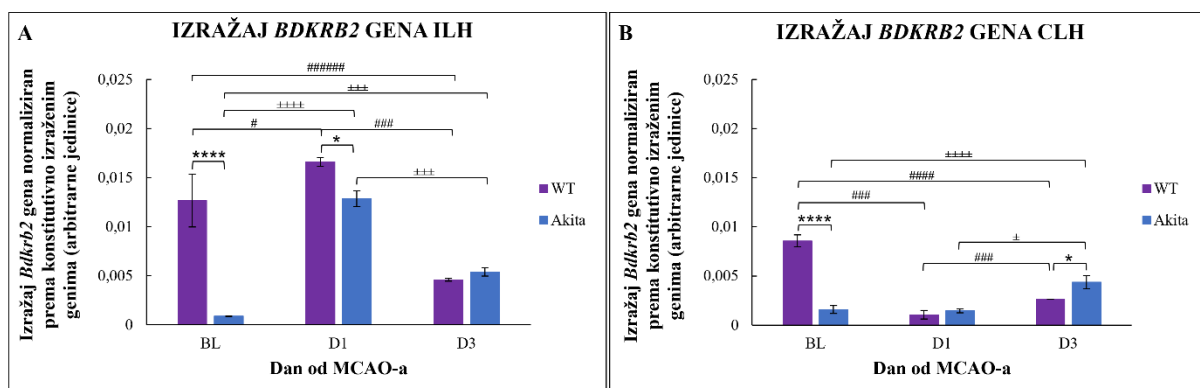 A
IZRAŽAJ BDKRB2 GENA ILH
Izražaj Bdkrb2 gena normaliziran
prema konstitutivno izraženim
genima (arbitrarne jedinice)
0,025
0,02
0,015
0,01
0,005
0
######
±±±
±±±±
#
###
****
*
±±±
WT
Akita
BL
D1
D3
Dan od MCAO-a
B
IZRAŽAJ BDKRB2 GENA CLH
Izražaj Bdkrb2 gena normaliziran
prema konstitutivno izraženim
genima (arbitrarne jedinice)
0,025
0,02
0,015
0,01
0,005
0
±±±±
####
###
****
±
###
*
WT
Akita
BL
D1
D3
Dan od MCAO-a